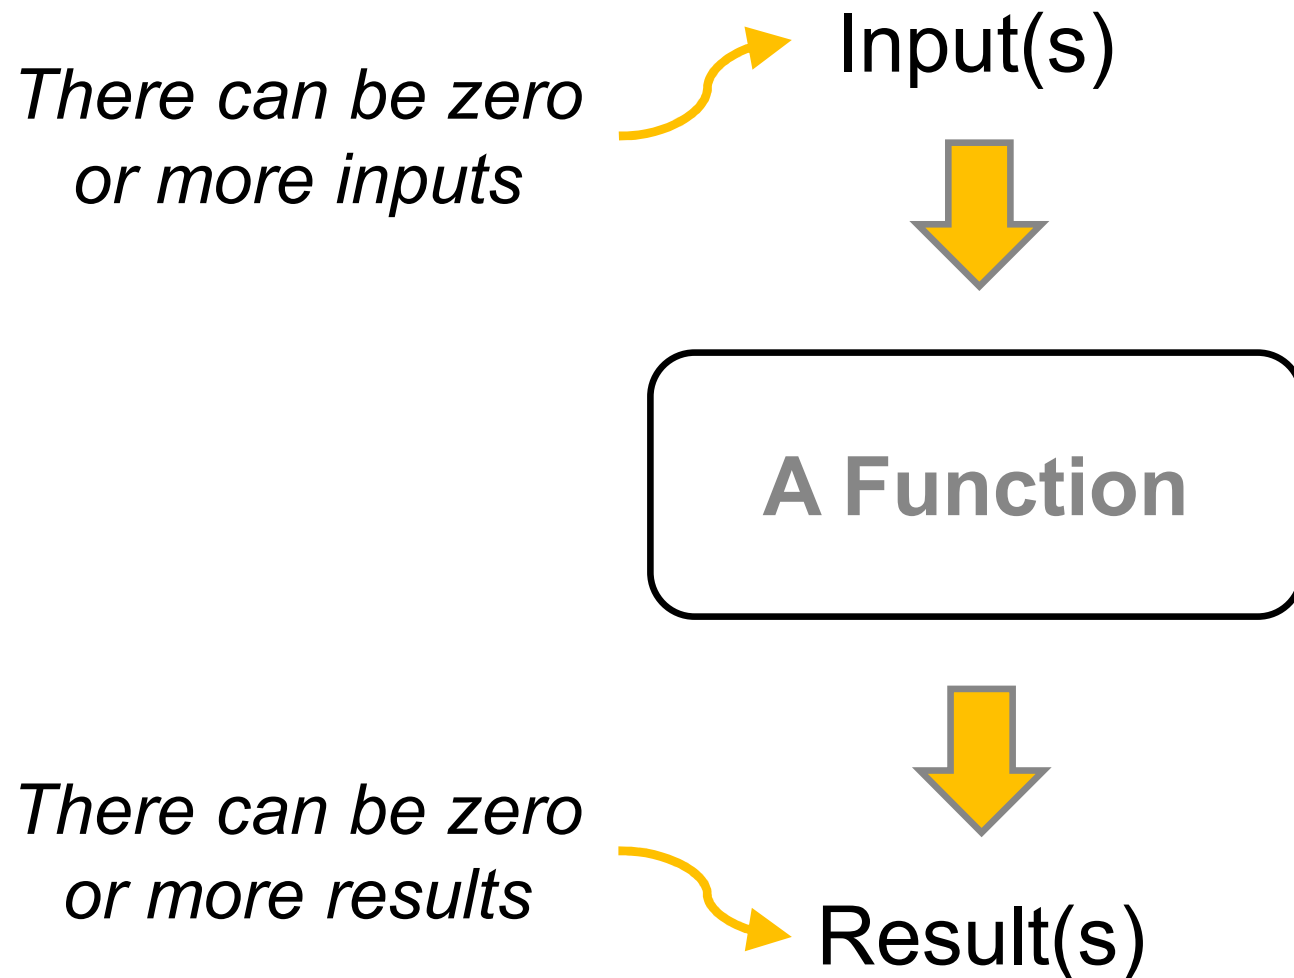 Input(s)
There can be zero
or more inputs
A Function
There can be zero
or more results
Result(s)